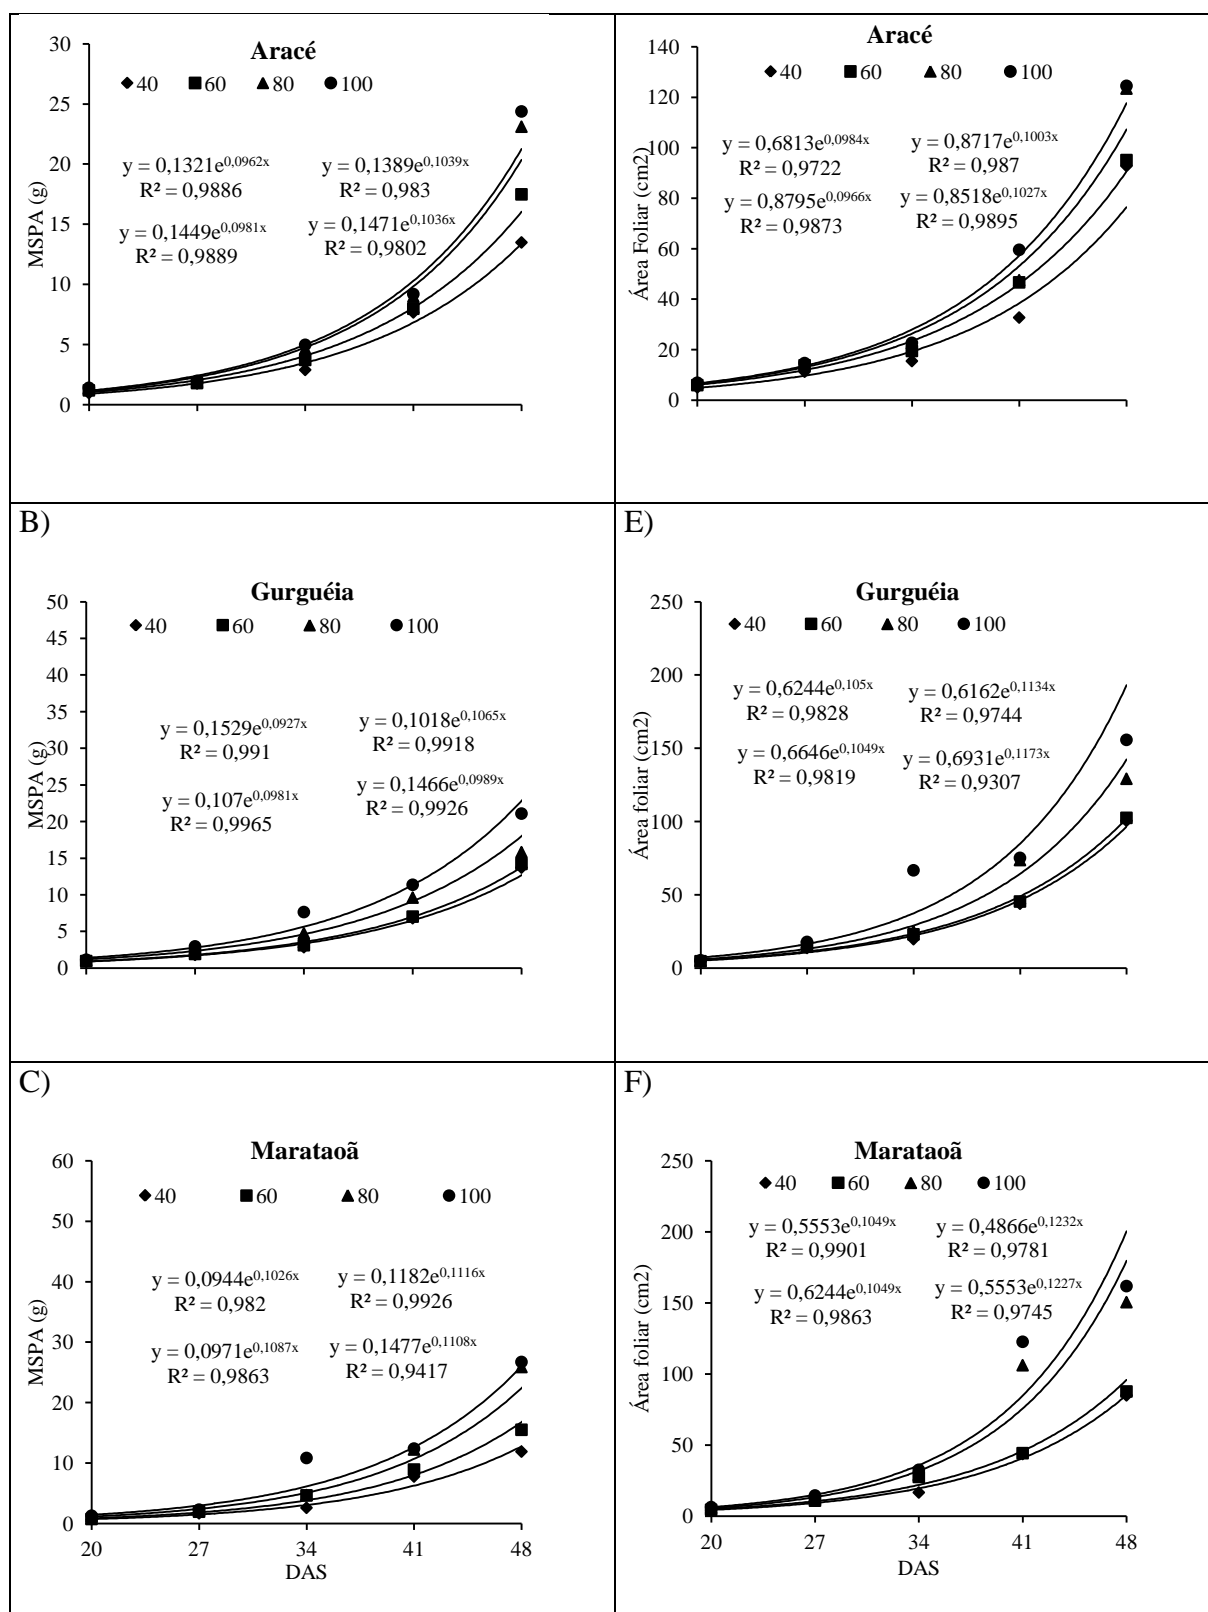 Aracé
40 60 80 100
30
25
20
15
10
5
0
MSPA (g)
y = 0,1321e^0,0962x
R² = 0,9886
y = 0,1389e^0,1039x
R² = 0,983
y = 0,1449e^0,0981x
R² = 0,9889
y = 0,1471e^0,1036x
R² = 0,9802
Aracé
40 60 80 100
140
120
100
80
60
40
20
0
Área Foliar (cm2)
y = 0,6813e^0,0984x
R² = 0,9722
y = 0,8717e^0,1003x
R² = 0,987
y = 0,8795e^0,0966x
R² = 0,9873
y = 0,8518e^0,1027x
R² = 0,9895
B)
Gurguéia
40 60 80 100
50
45
40
35
30
25
20
15
10
5
0
MSPA (g)
y = 0,1529e^0,0927x
R² = 0,991
y = 0,1018e^0,1065x
R² = 0,9918
y = 0,107e^0,0981x
R² = 0,9965
y = 0,1466e^0,0989x
R² = 0,9926
E)
Gurguéia
40 60 80 100
250
200
150
100
50
0
Área foliar (cm2)
y = 0,6244e^0,105x
R² = 0,9828
y = 0,6162e^0,1134x
R² = 0,9744
y = 0,6646e^0,1049x
R² = 0,9819
y = 0,6931e^0,1173x
R² = 0,9307
C)
Marataoã
40 60 80 100
60
50
40
30
20
10
0
MSPA (g)
y = 0,0944e^0,1026x
R² = 0,982
y = 0,1182e^0,1116x
R² = 0,9926
y = 0,0971e^0,1087x
R² = 0,9863
y = 0,1477e^0,1108x
R² = 0,9417
20 27 34 41 48
DAS
F)
Marataoã
40 60 80 100
250
200
150
100
50
0
Área foliar (cm2)
y = 0,5553e^0,1049x
R² = 0,9901
y = 0,4866e^0,1232x
R² = 0,9781
y = 0,6244e^0,1049x
R² = 0,9863
y = 0,5553e^0,1227x
R² = 0,9745
20 27 34 41 48
DAS